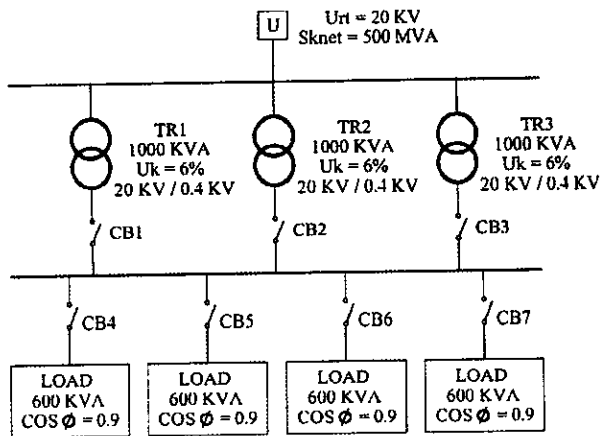 U
Urt = 20 KV
Sknet = 500 MVA
TR1
1000 KVA
Uk = 6%
20 KV / 0.4 KV
TR2
1000 KVA
Uk = 6%
20 KV / 0.4 KV
TR3
1000 KVA
Uk = 6%
20 KV / 0.4 KV
CB1
CB2
CB3
CB4
CB5
CB6
CB7
LOAD
600 KVA
COS Ø = 0.9
LOAD
600 KVA
COS Ø = 0.9
LOAD
600 KVA
COS Ø = 0.9
LOAD
600 KVA
COS Ø = 0.9